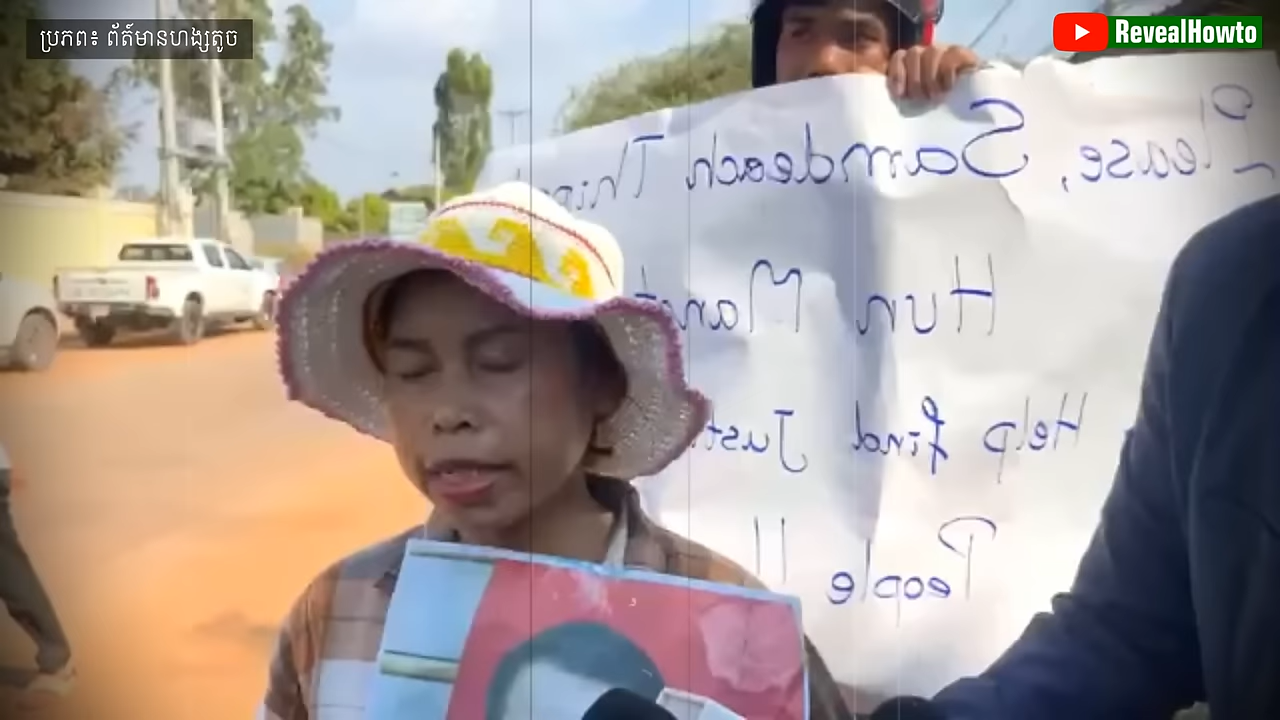 ប្រភព៖ ព័ត៌មានហង្សតូច
RevealHowto
Please, Samdeach
Hun
Help find
People